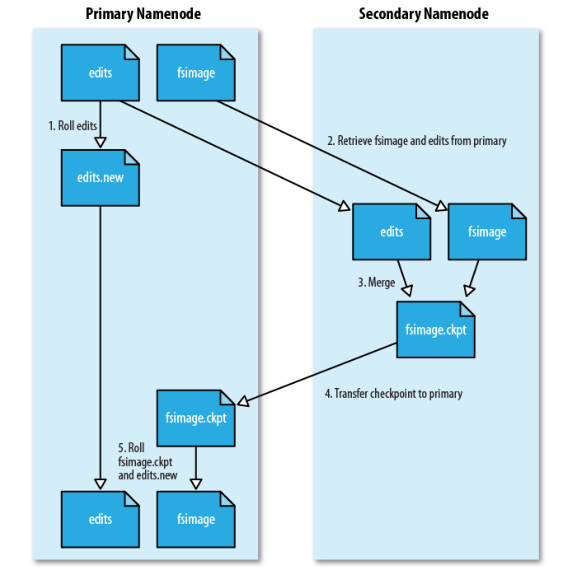 Primary Namenode
Secondary Namenode
edits
fsimage
1. Roll edits
2. Retrieve fsimage and edits from primary
edits.new
edits
fsimage
3. Merge
fsimage.ckpt
4. Transfer checkpoint to primary
fsimage.ckpt
5. Roll
fsimage.ckpt
and edits.new
edits
fsimage